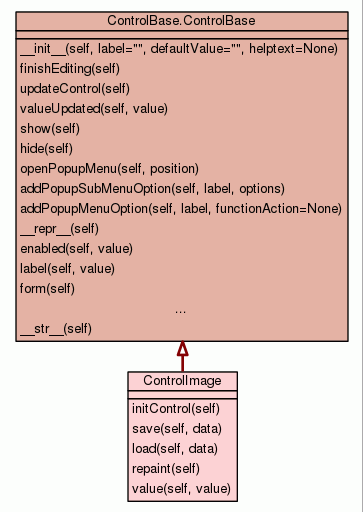 ControlBase.ControlBase
__init__(self, label="", defaultValue="", helptext=None)
finishEditing(self)
updateControl(self)
valueUpdated(self, value)
show(self)
hide(self)
openPopupMenu(self, position)
addPopupSubMenuOption(self, label, options)
addPopupMenuOption(self, label, functionAction=None)
__repr__(self)
enabled(self, value)
label(self, value)
form(self)
...
__str__(self)
ControlImage
initControl(self)
save(self, data)
load(self, data)
repaint(self)
value(self, value)